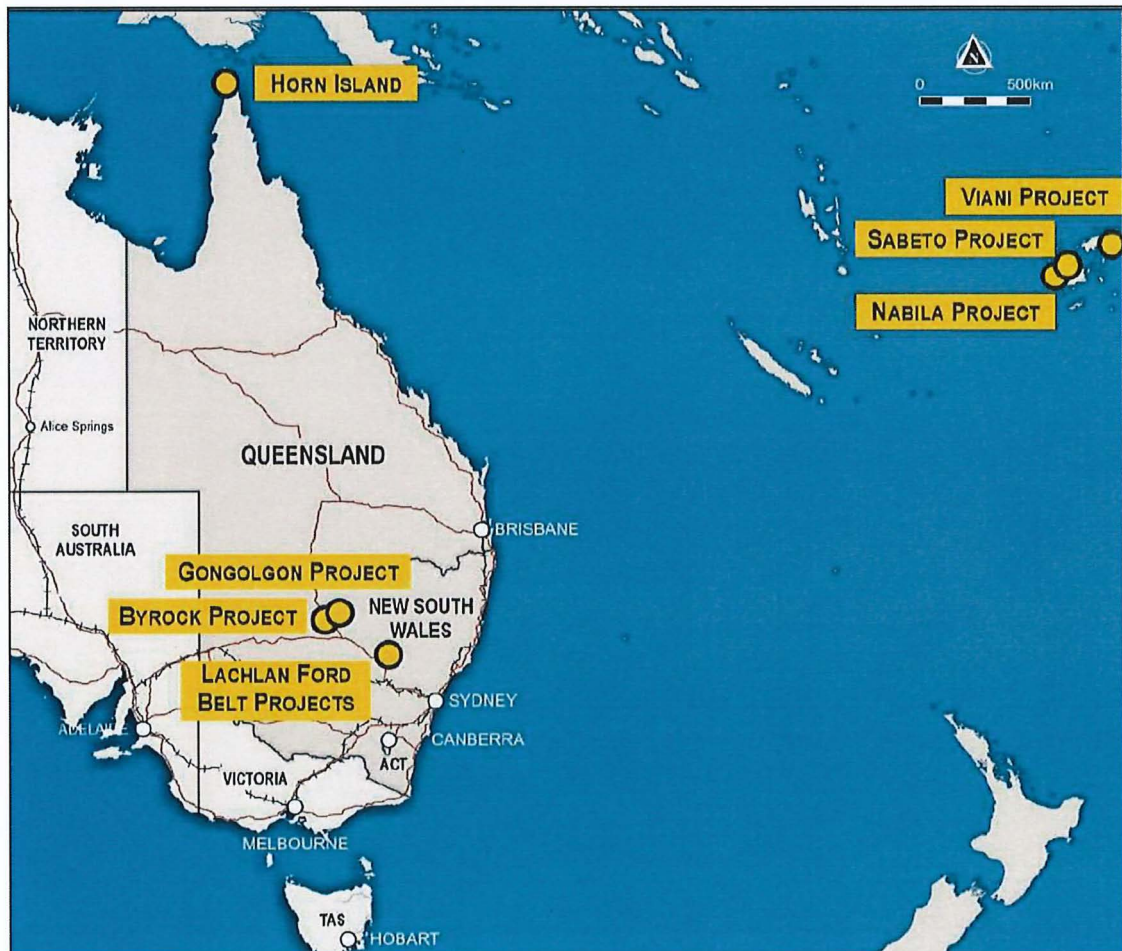 HORN ISLAND
N
0 500km
VIANI PROJECT
SABETO PROJECT
NABILA PROJECT
NORTHERN
TERRITORY
Alice Springs
QUEENSLAND
SOUTH
AUSTRALIA
BRISBANE
GONGOLGON PROJECT
BYROCK PROJECT
NEW SOUTH
WALES
LACHLAN FORD
BELT PROJECTS
SYDNEY
ADELAIDE
CANBERRA
ACT
VICTORIA
MELBOURNE
TAS
HOBART